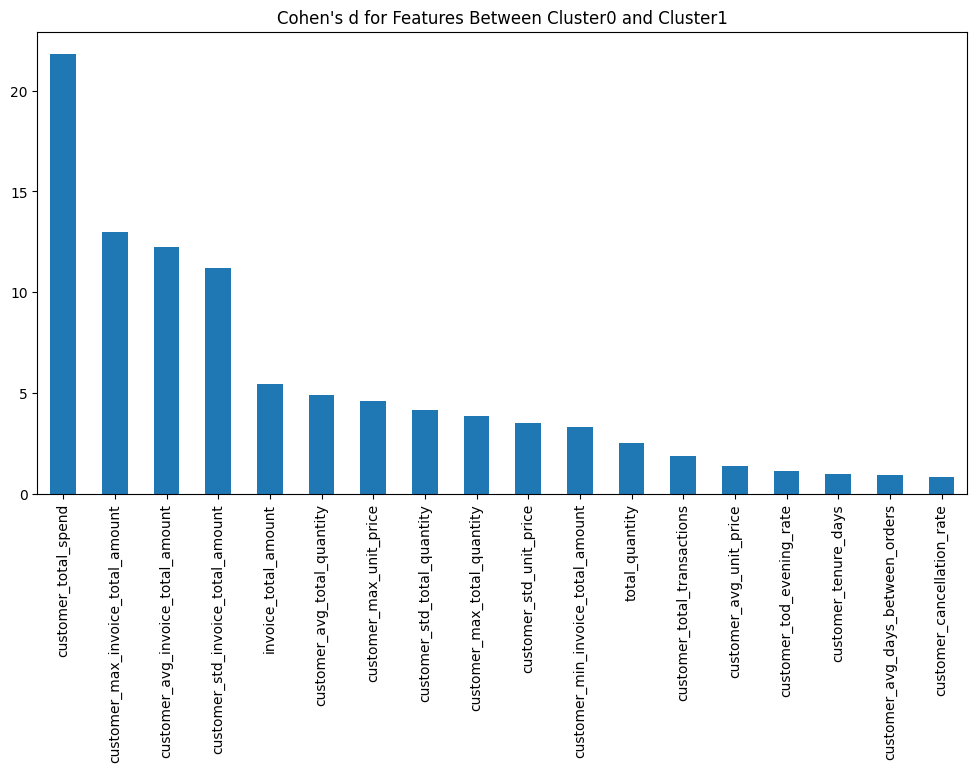 Cohen's d for Features Between Cluster0 and Cluster1
20
15
10
5
0
customer_total_spend
customer_max_invoice_total_amount
customer_avg_invoice_total_amount
customer_std_invoice_total_amount
invoice_total_amount
customer_avg_total_quantity
customer_max_unit_price
customer_std_total_quantity
customer_max_total_quantity
customer_std_unit_price
customer_min_invoice_total_amount
total_quantity
customer_total_transactions
customer_avg_unit_price
customer_tod_evening_rate
customer_tenure_days
customer_avg_days_between_orders
customer_cancellation_rate